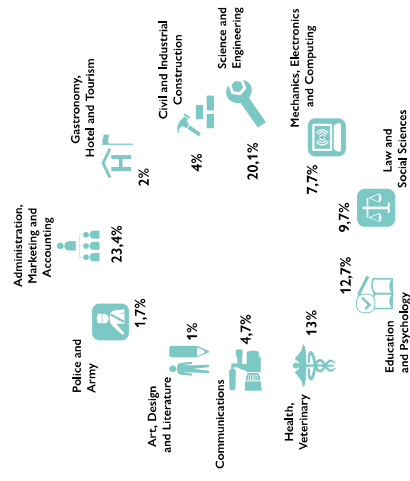 Administration,
Marketing and
Accounting
23,4%
Gastronomy,
Hotel and Tourism
2%
Civil and Industrial
Construction
4%
Science and
Engineering
20,1%
Mechanics, Electronics
and Computing
7,7%
Law and
Social Sciences
9,7%
Education
and Psychology
12,7%
Health,
Veterinary
13%
Communications
4,7%
Art, Design
and Literature
1%
Police and
Army
1,7%